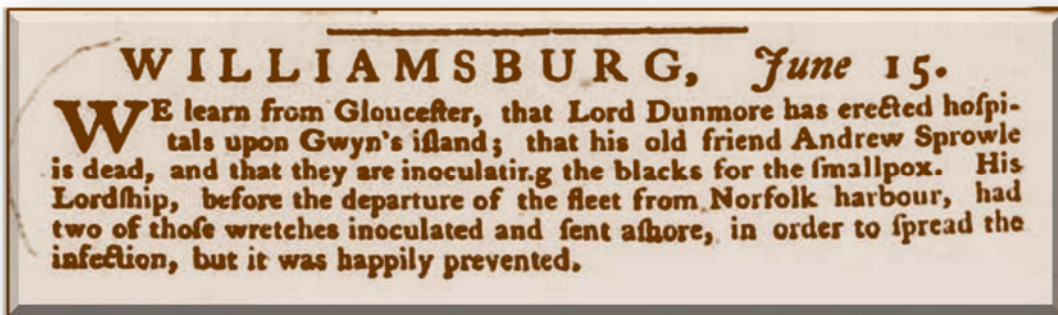 WILLIAMSBURG, June 15.
WE learn from Glouceſter, that Lord Dunmore has erected hoſpi-
tals upon Gwyn's iſland; that his old friend Andrew Sprowle
is dead, and that they are inoculating the blacks for the ſmallpox. His
Lordſhip, before the departure of the fleet from Norfolk harbour, had
two of thoſe wretches inoculated and ſent aſhore, in order to ſpread the
infection, but it was happily prevented.